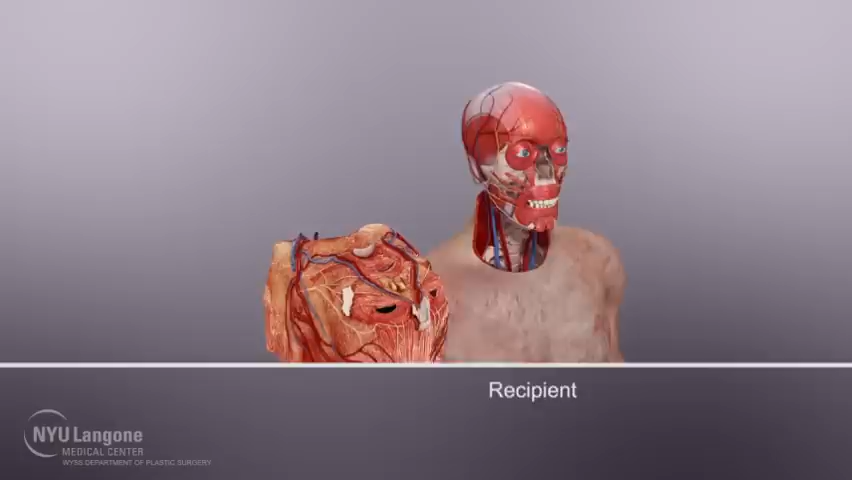 Recipient
NYU Langone
MEDICAL CENTER
WYSS DEPARTMENT OF PLASTIC SURGERY